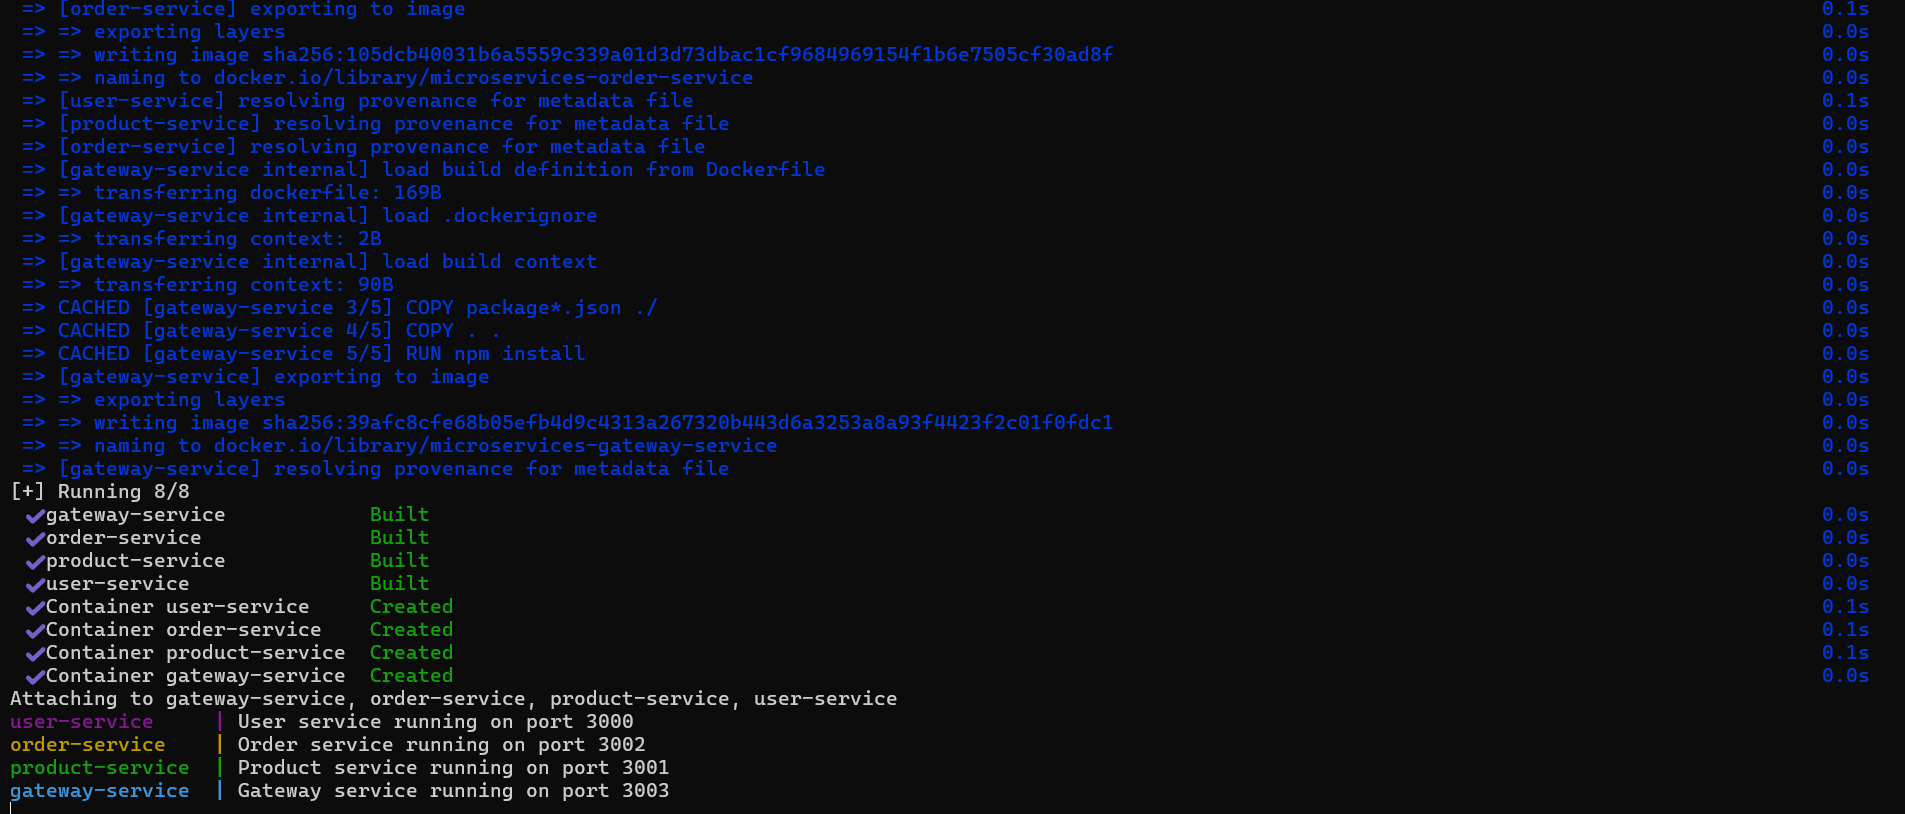 => [order-service] exporting to image 0.1s
=> => exporting layers 0.0s
=> => writing image sha256:105dcb40031b6a5559c339a01d3d73dbac1cf9684969154f1b6e7505cf30ad8f 0.0s
=> => naming to docker.io/library/microservices-order-service 0.0s
=> [user-service] resolving provenance for metadata file 0.1s
=> [product-service] resolving provenance for metadata file 0.0s
=> [order-service] resolving provenance for metadata file 0.0s
=> [gateway-service internal] load build definition from Dockerfile 0.0s
=> => transferring dockerfile: 169B 0.0s
=> [gateway-service internal] load .dockerignore 0.0s
=> => transferring context: 2B 0.0s
=> [gateway-service internal] load build context 0.0s
=> => transferring context: 90B 0.0s
=> CACHED [gateway-service 3/5] COPY package*.json ./ 0.0s
=> CACHED [gateway-service 4/5] COPY . . 0.0s
=> CACHED [gateway-service 5/5] RUN npm install 0.0s
=> [gateway-service] exporting to image 0.0s
=> => exporting layers 0.0s
=> => writing image sha256:39afc8cfe68b05efb4d9c4313a267320b443d6a3253a8a93f4423f2c01f0fdc1 0.0s
=> => naming to docker.io/library/microservices-gateway-service 0.0s
=> [gateway-service] resolving provenance for metadata file 0.0s
[+] Running 8/8
✔gateway-service Built 0.0s
✔order-service Built 0.0s
✔product-service Built 0.0s
✔user-service Built 0.0s
✔Container user-service Created 0.1s
✔Container order-service Created 0.1s
✔Container product-service Created 0.1s
✔Container gateway-service Created 0.0s
Attaching to gateway-service, order-service, product-service, user-service
user-service | User service running on port 3000
order-service | Order service running on port 3002
product-service | Product service running on port 3001
gateway-service | Gateway service running on port 3003